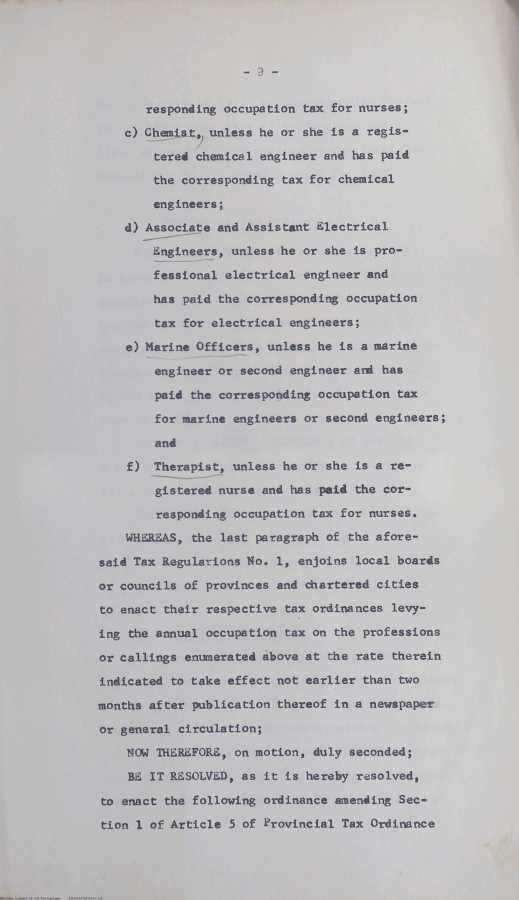 - 9 -
responding occupation tax for nurses;
c) Chemist, unless he or she is a regis-
tered chemical engineer and has paid
the corresponding tax for chemical
engineers;
d) Associate and Assistant Electrical
Engineers, unless he or she is pro-
fessional electrical engineer and
has paid the corresponding occupation
tax for electrical engineers;
e) Marine Officers, unless he is a marine
engineer or second engineer and has
paid the corresponding occupation tax
for marine engineers or second engineers;
and
f) Therapist, unless he or she is a re-
gistered nurse and has paid the cor-
responding occupation tax for nurses.
WHEREAS, the last paragraph of the afore-
said Tax Regulations No. 1, enjoins local boards
or councils of provinces and chartered cities
to enact their respective tax ordinances levy-
ing the annual occupation tax on the professions
or callings enumerated above at the rate therein
indicated to take effect not earlier than two
months after publication thereof in a newspaper
or general circulation;
NOW THEREFORE, on motion, duly seconded;
BE IT RESOLVED, as it is hereby resolved,
to enact the following ordinance amending Sec-
tion 1 of Article 5 of Provincial Tax Ordinance